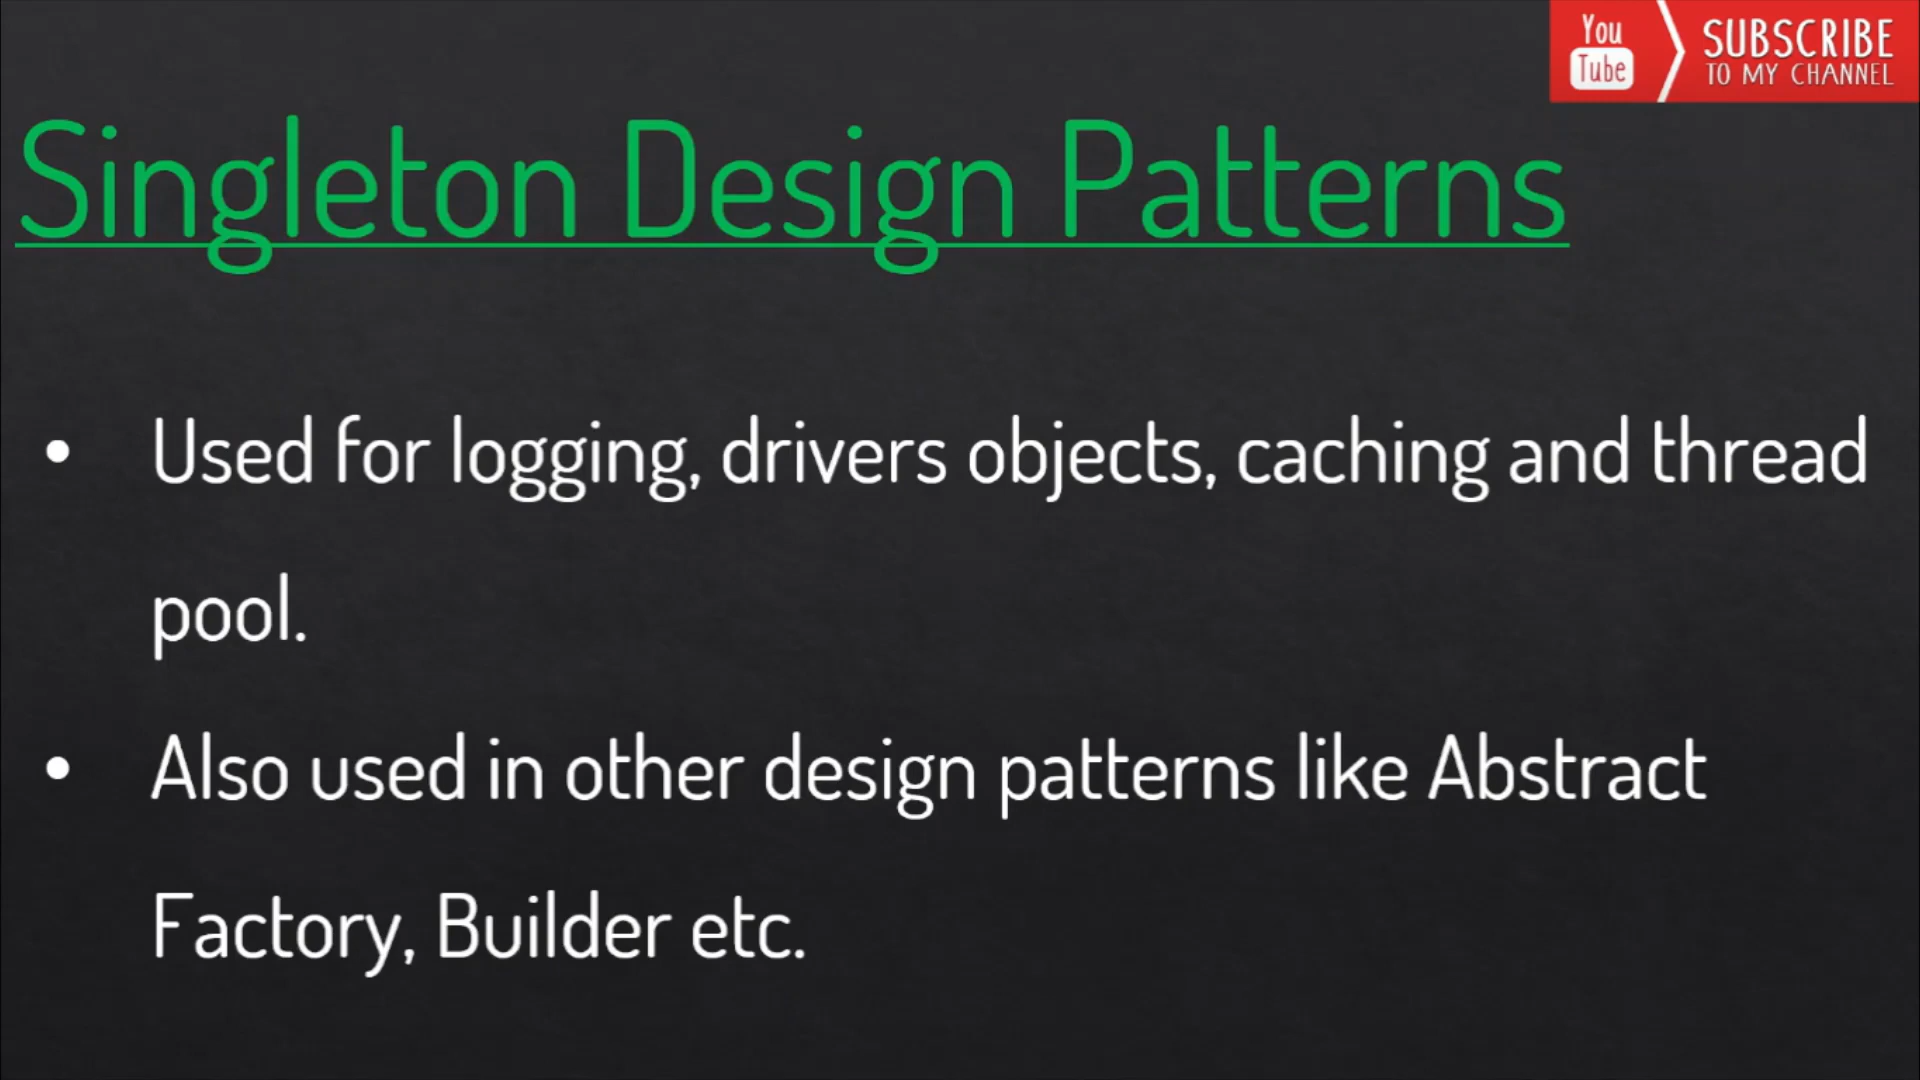 You
Tube
SUBSCRIBE
TO MY CHANNEL
Singleton Design Patterns
• Used for logging, drivers objects, caching and thread
pool.
• Also used in other design patterns like Abstract
Factory, Builder etc.